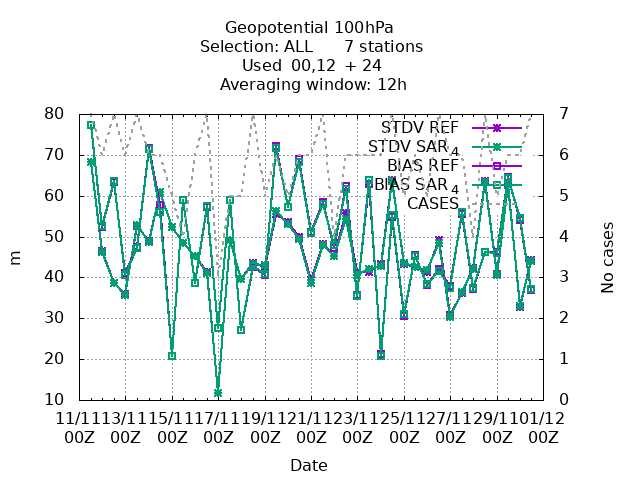 Geopotential 100hPa
Selection: ALL 7 stations
Used 00,12 + 24
Averaging window: 12h
80 7
STDV REF
STDV SAR_4
70 6
BIAS REF
BIAS SAR_4
60 5
CASES
50 4
m No cases
40 3
30 2
20 1
10 0
11/11 13/11 15/11 17/11 19/11 21/11 23/11 25/11 27/11 29/11 01/12
00Z 00Z 00Z 00Z 00Z 00Z 00Z 00Z 00Z 00Z 00Z
Date